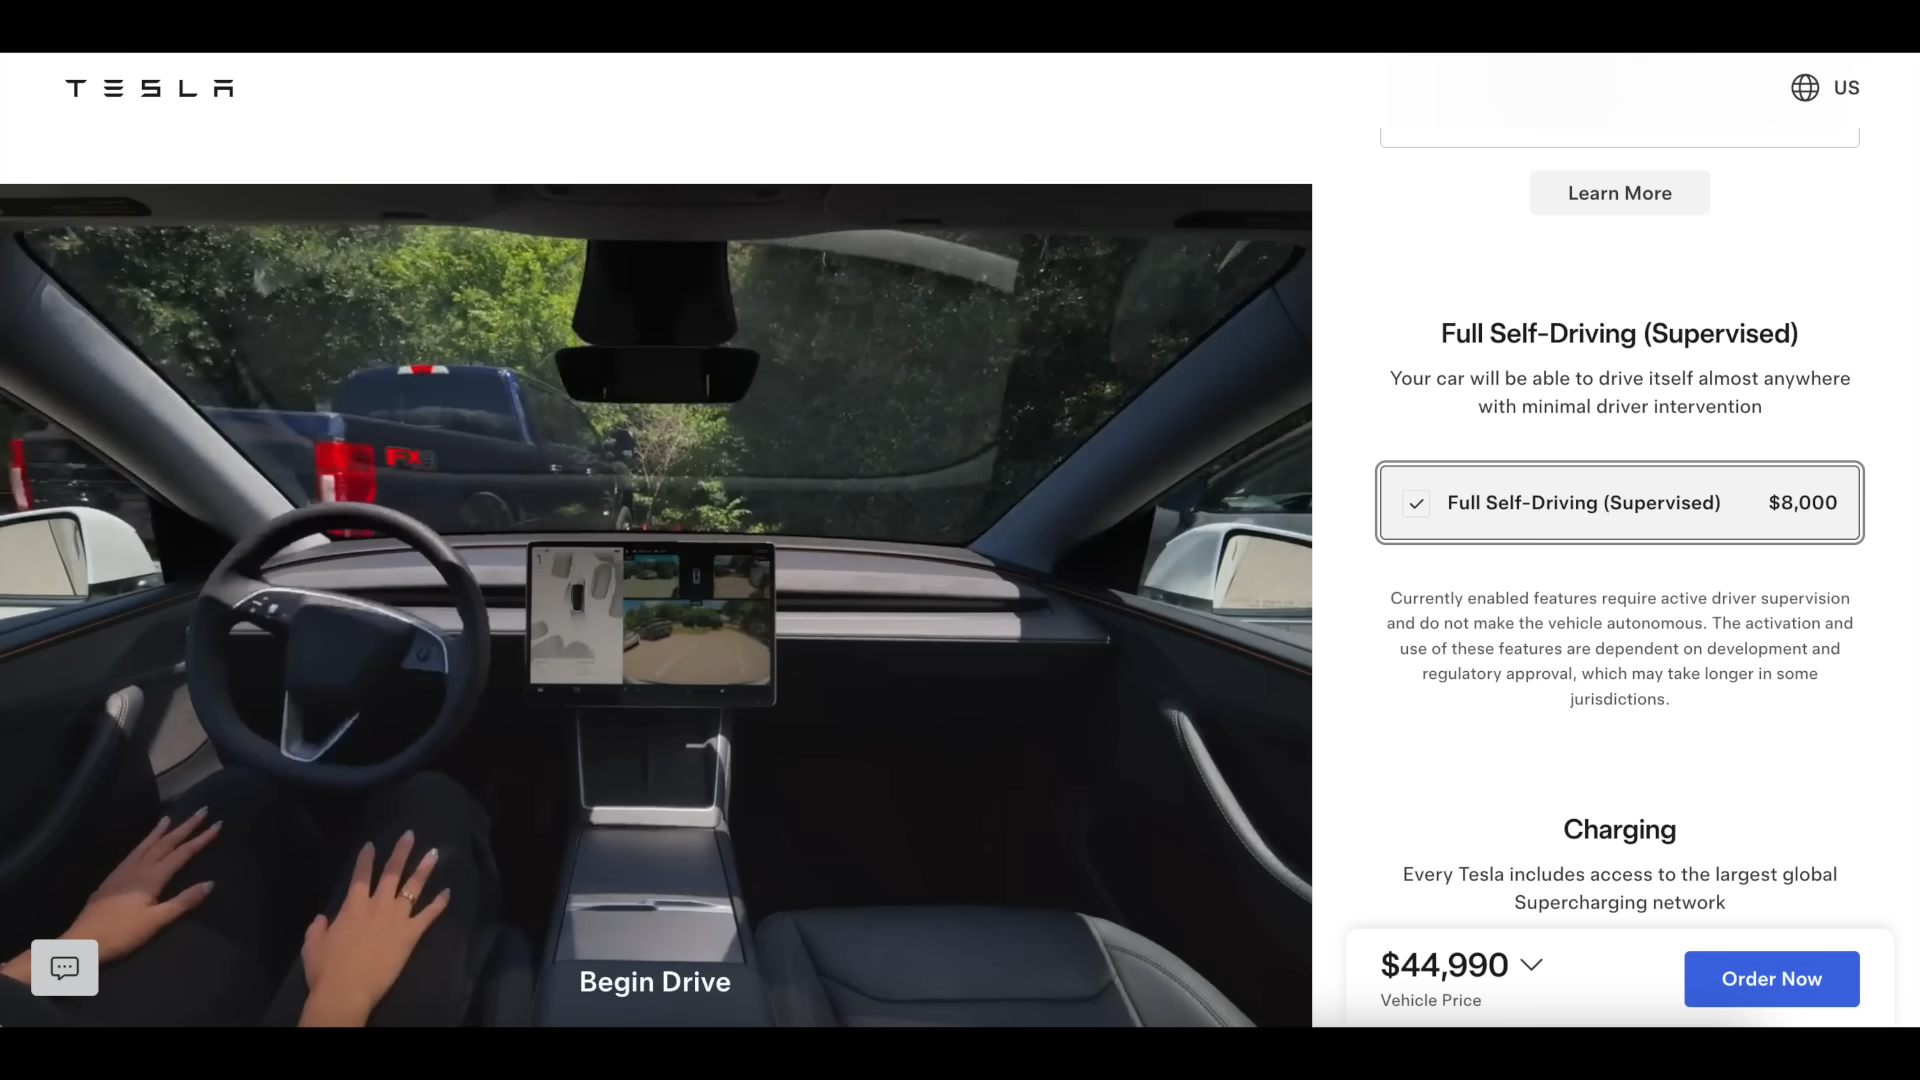 TESLA
US
Learn More
Full Self-Driving (Supervised)
Your car will be able to drive itself almost anywhere
with minimal driver intervention
Full Self-Driving (Supervised) $8,000
Currently enabled features require active driver supervision
and do not make the vehicle autonomous. The activation and
use of these features are dependent on development and
regulatory approval, which may take longer in some
jurisdictions.
Charging
Every Tesla includes access to the largest global
Supercharging network
$44,990
Vehicle Price
Order Now
FX
Begin Drive